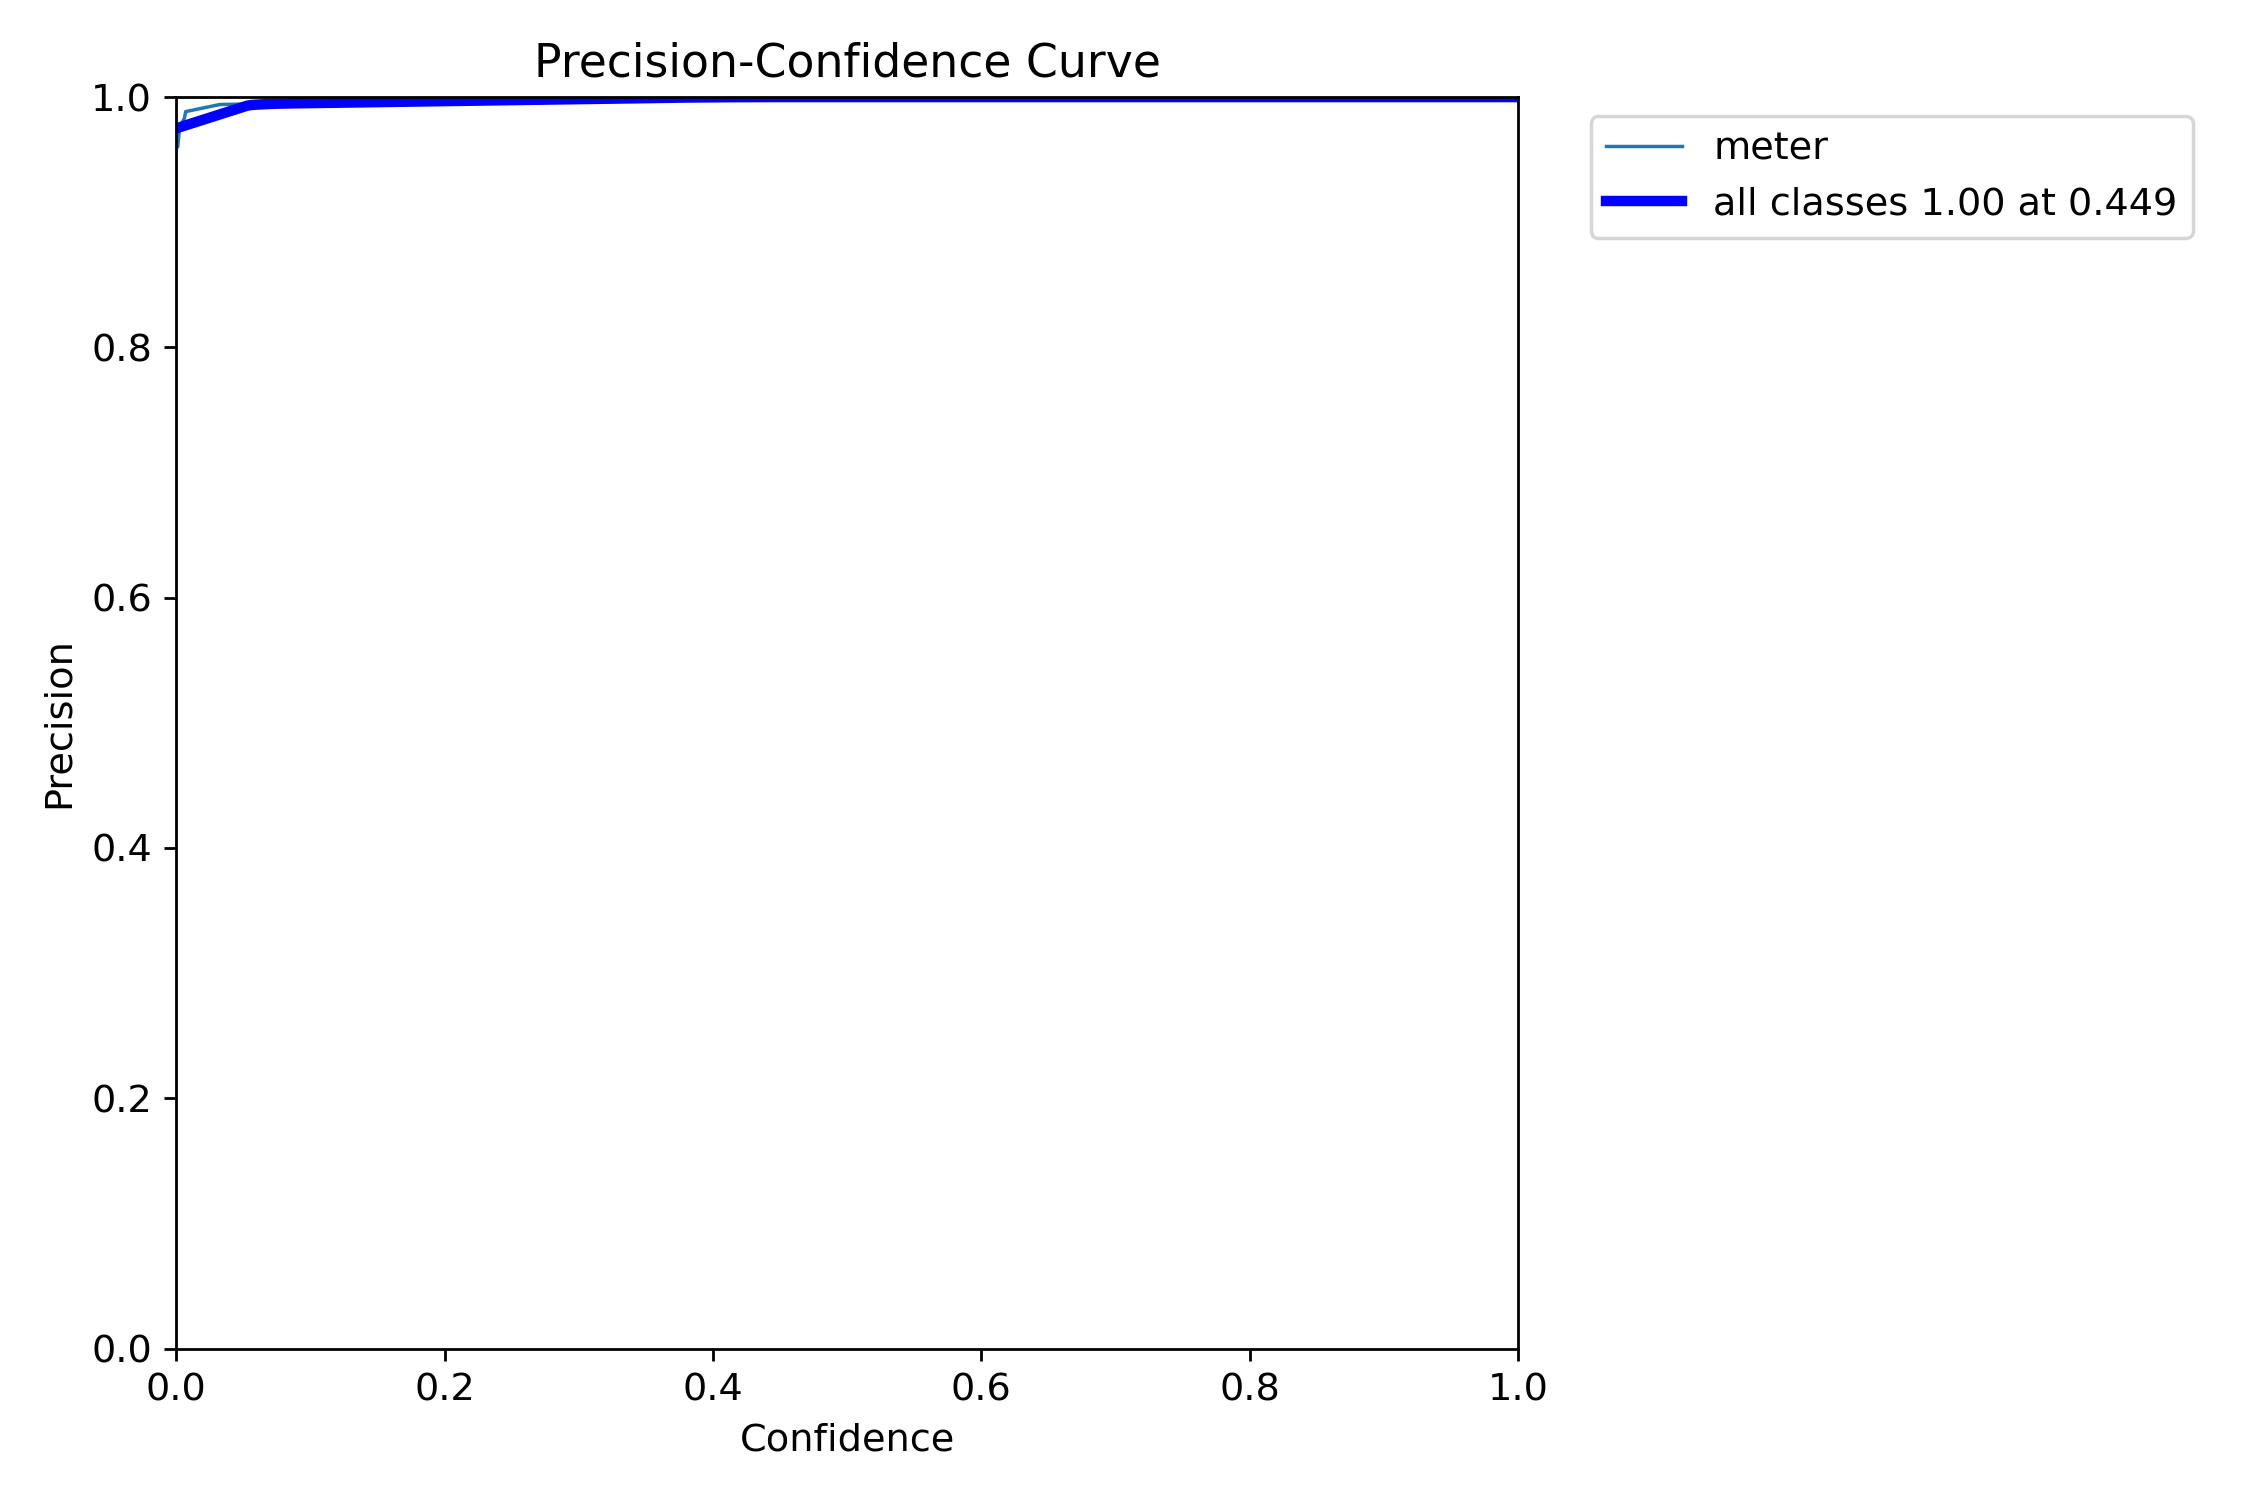 Precision-Confidence Curve
1.0
0.8
0.6
0.4
0.2
0.0
Precision
0.0 0.2 0.4 0.6 0.8 1.0
Confidence
meter
all classes 1.00 at 0.449